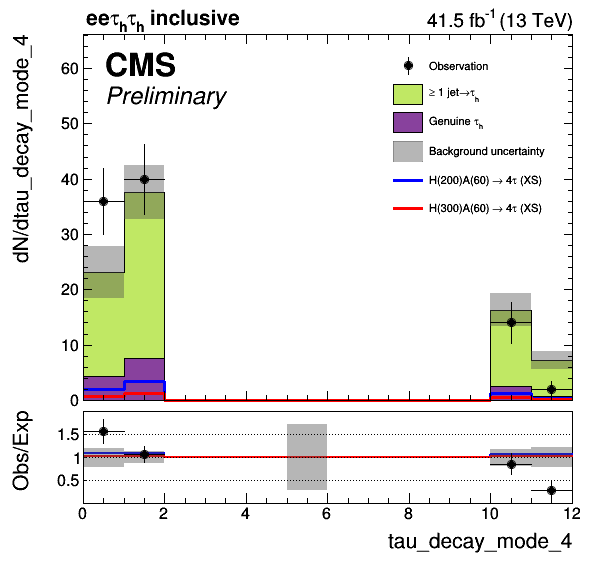 eeτhτh inclusive
41.5 fb⁻¹ (13 TeV)
CMS
Preliminary
Observation
≥ 1 jet→τh
Genuine τh
Background uncertainty
H(200)A(60) → 4τ (XS)
H(300)A(60) → 4τ (XS)
dN/dtau_decay_mode_4
60
50
40
30
20
10
0
Obs/Exp
1.5
1
0.5
0 2 4 6 8 10 12
tau_decay_mode_4